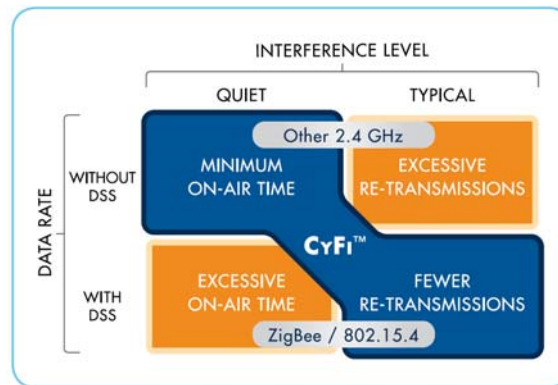 INTERFERENCE LEVEL
QUIET
TYPICAL
DATA RATE
WITHOUT
DSS
WITH
DSS
Other 2.4 GHz
MINIMUM
ON-AIR TIME
EXCESSIVE
RE-TRANSMISSIONS
CYFI™
EXCESSIVE
ON-AIR TIME
FEWER
RE-TRANSMISSIONS
ZigBee / 802.15.4